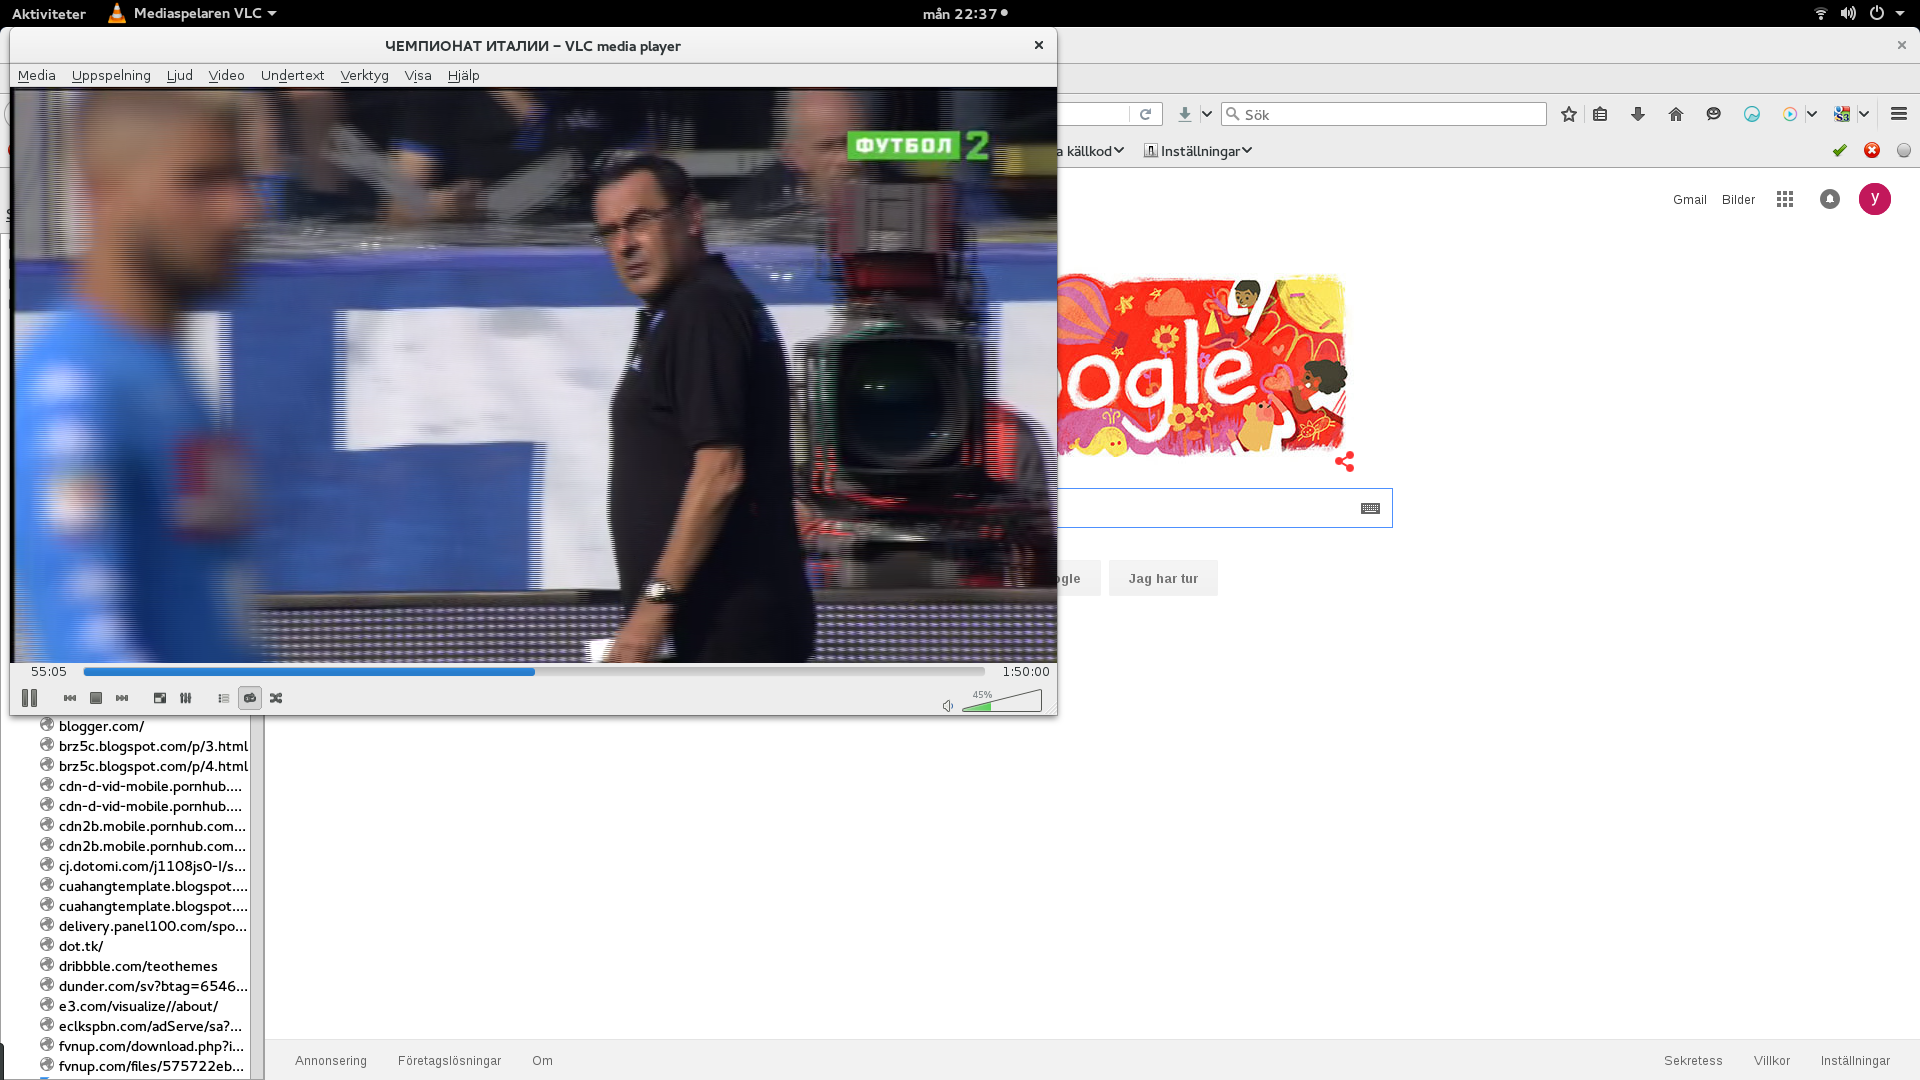 Aktiviteter
Mediaspelaren VLC
mån 22:37
ЧЕМПИОНАТ ИТАЛИИ – VLC media player
Media Uppspelning Ljud Video Undertext Verktyg Visa Hjälp
ФУТБОЛ 2
Sök
a källkod
Inställningar
Gmail Bilder
y
ogle
ogle
Jag har tur
55:05
1:50:00
45%
blogger.com/
brz5c.blogspot.com/p/3.html
brz5c.blogspot.com/p/4.html
cdn-d-vid-mobile.pornhub....
cdn-d-vid-mobile.pornhub....
cdn2b.mobile.pornhub.com...
cdn2b.mobile.pornhub.com...
cj.dotomi.com/j1108js0-I/s...
cuahangtemplate.blogspot....
cuahangtemplate.blogspot....
delivery.panel100.com/spo...
dot.tk/
dribbble.com/teothemes
dunder.com/sv?btag=6546...
e3.com/visualize//about/
eclkspbn.com/adServe/sa?...
fvnup.com/download.php?i...
fvnup.com/files/575722eb...
Annonsering Företagslösningar Om
Sekretess Villkor Inställningar